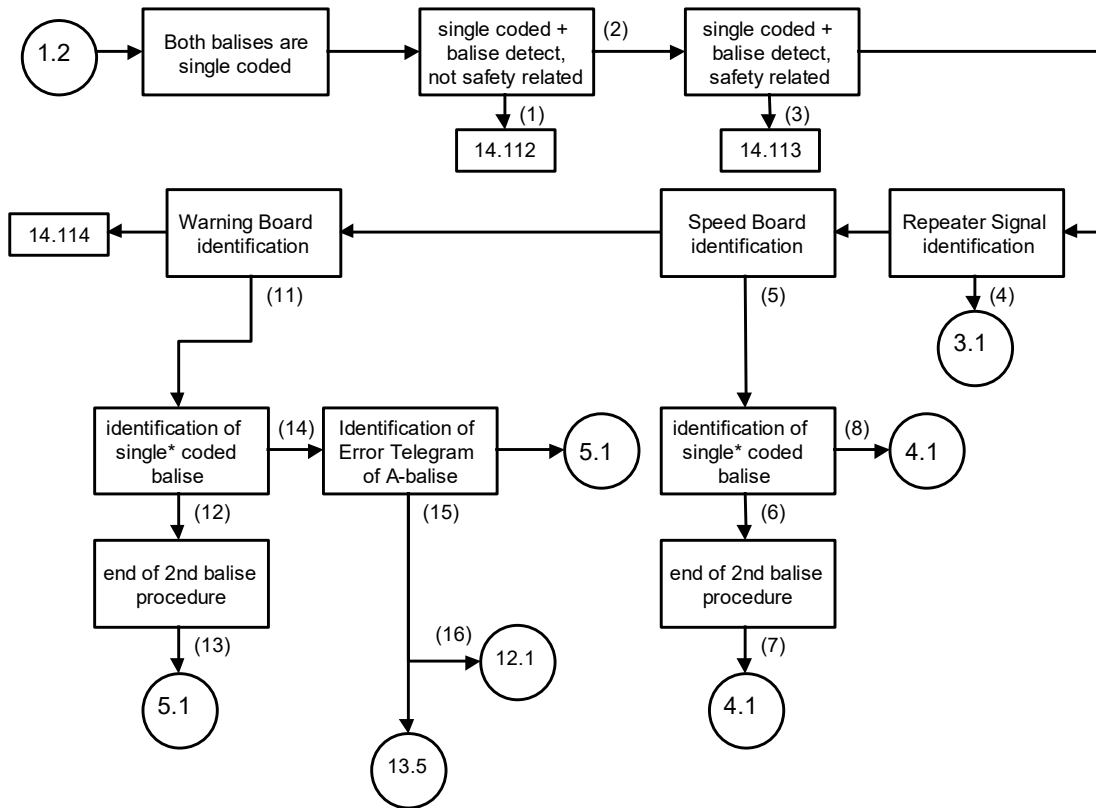 1.2
Both balises are
single coded
single coded +
balise detect,
not safety related
(2)
single coded +
balise detect,
safety related
(1)
(3)
14.112
14.113
14.114
Warning Board
identification
Speed Board
identification
Repeater Signal
identification
(11)
(5)
(4)
3.1
identification of
single* coded
balise
(14)
Identification of
Error Telegram
of A-balise
5.1
identification of
single* coded
balise
(8)
4.1
(12)
(15)
(6)
end of 2nd balise
procedure
end of 2nd balise
procedure
(13)
(16)
12.1
(7)
5.1
4.1
13.5